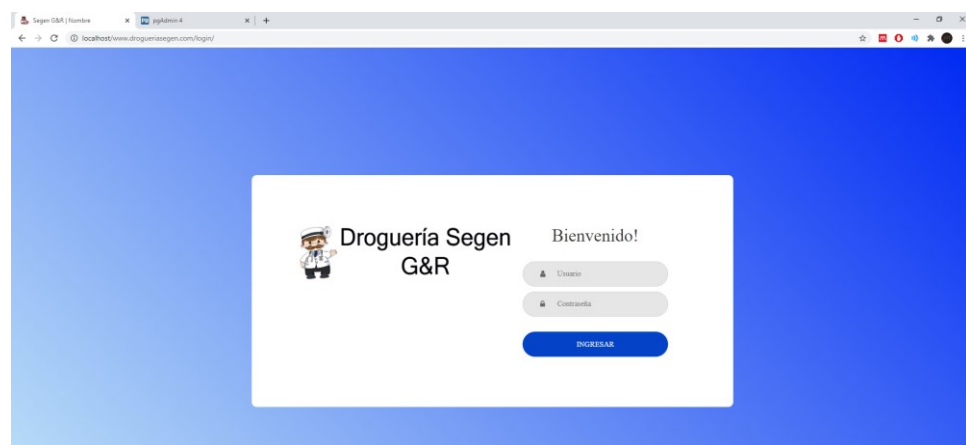 Segen G&R | Nombre
pgAdmin 4
localhost/www.drogueriasegen.com/login/
Droguería Segen
G&R
Bienvenido!
Usuario
Contraseña
INGRESAR